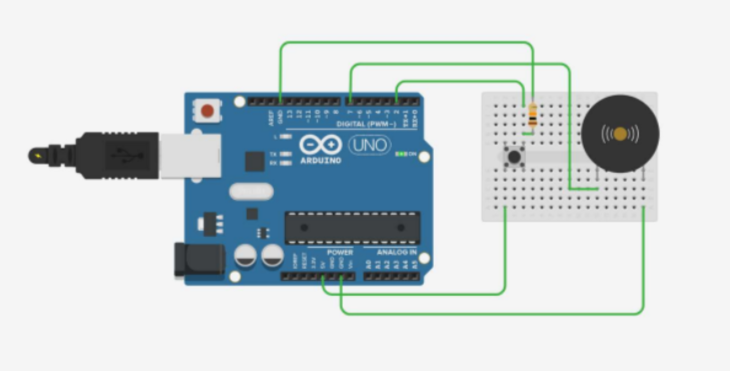 AREF
GND
13
12
~11
~10
~9
8
7
~6
~5
4
~3
2
TX→1
RX←0
DIGITAL (PWM~)
L
TX
RX
ARDUINO
UNO
ON
POWER
ANALOG IN
IOREF
RESET
3.3V
5V
GND
GND
Vin
A0
A1
A2
A3
A4
A5